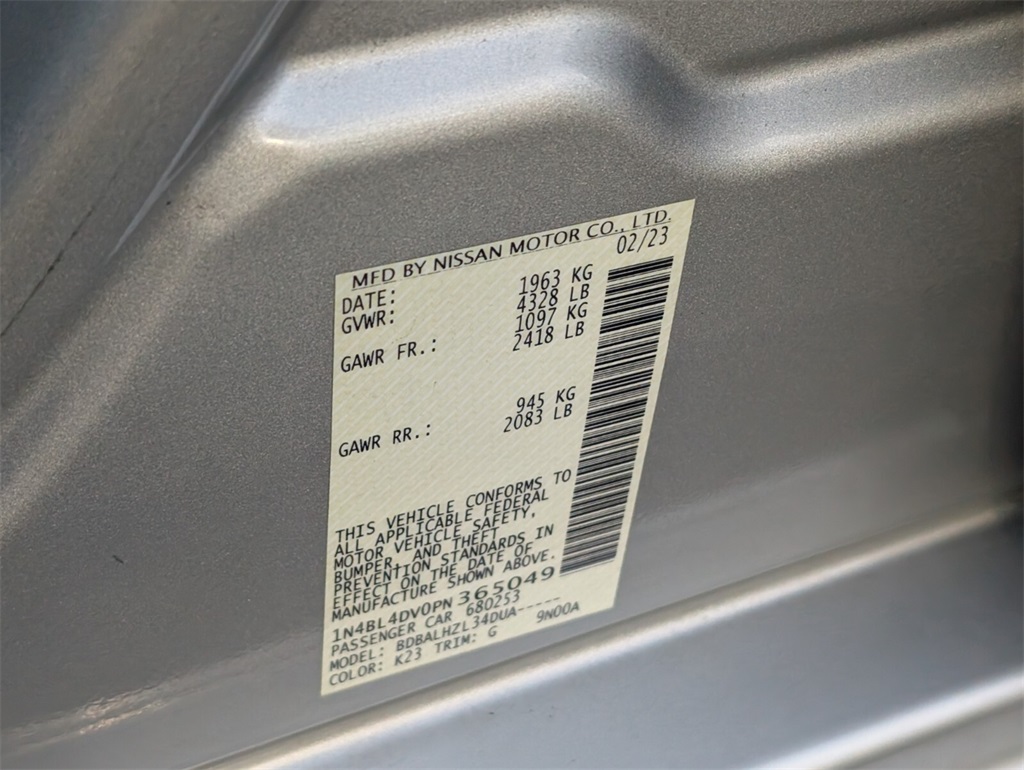 MFD BY NISSAN MOTOR CO., LTD.
DATE: 02/23
GVWR: 1963 KG
4328 LB
GAWR FR.: 1097 KG
2418 LB
GAWR RR.: 945 KG
2083 LB
THIS VEHICLE CONFORMS TO
ALL APPLICABLE FEDERAL
MOTOR VEHICLE SAFETY,
BUMPER, AND THEFT
PREVENTION STANDARDS IN
EFFECT ON THE DATE OF
MANUFACTURE SHOWN ABOVE.
1N4BL4DV0PN365049
PASSENGER CAR 680253
MODEL: BDBALHZL34DUA-----
COLOR: K23 TRIM: G 9N00A